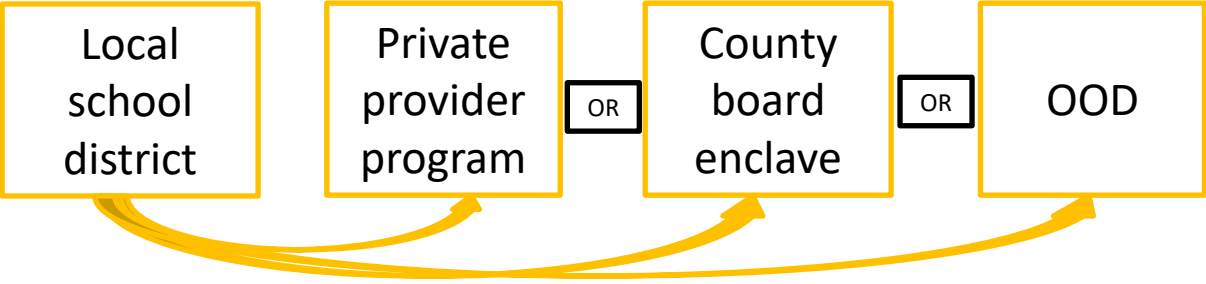 Local
school
district
Private
provider
program
OR
County
board
enclave
OR
OOD